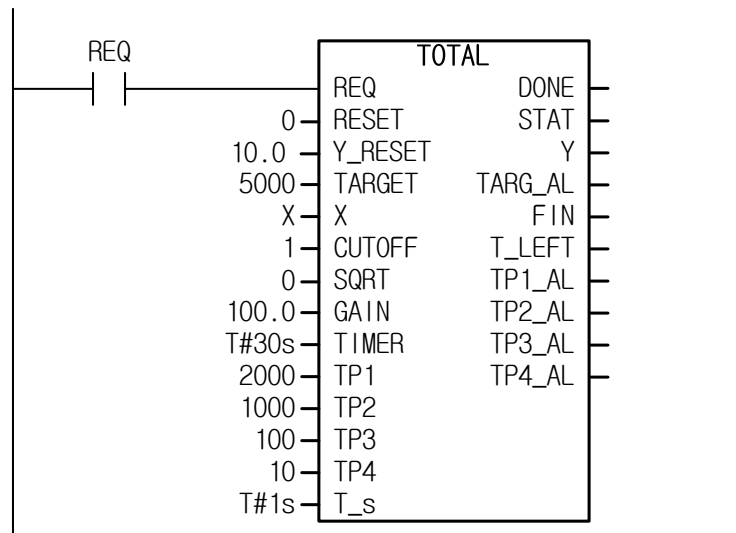 REQ
TOTAL
REQ DONE
0 RESET STAT
10.0 Y_RESET Y
5000 TARGET TARG_AL
X X FIN
1 CUTOFF T_LEFT
0 SQRT TP1_AL
100.0 GAIN TP2_AL
T#30s TIMER TP3_AL
2000 TP1 TP4_AL
1000 TP2
100 TP3
10 TP4
T#1s T_s